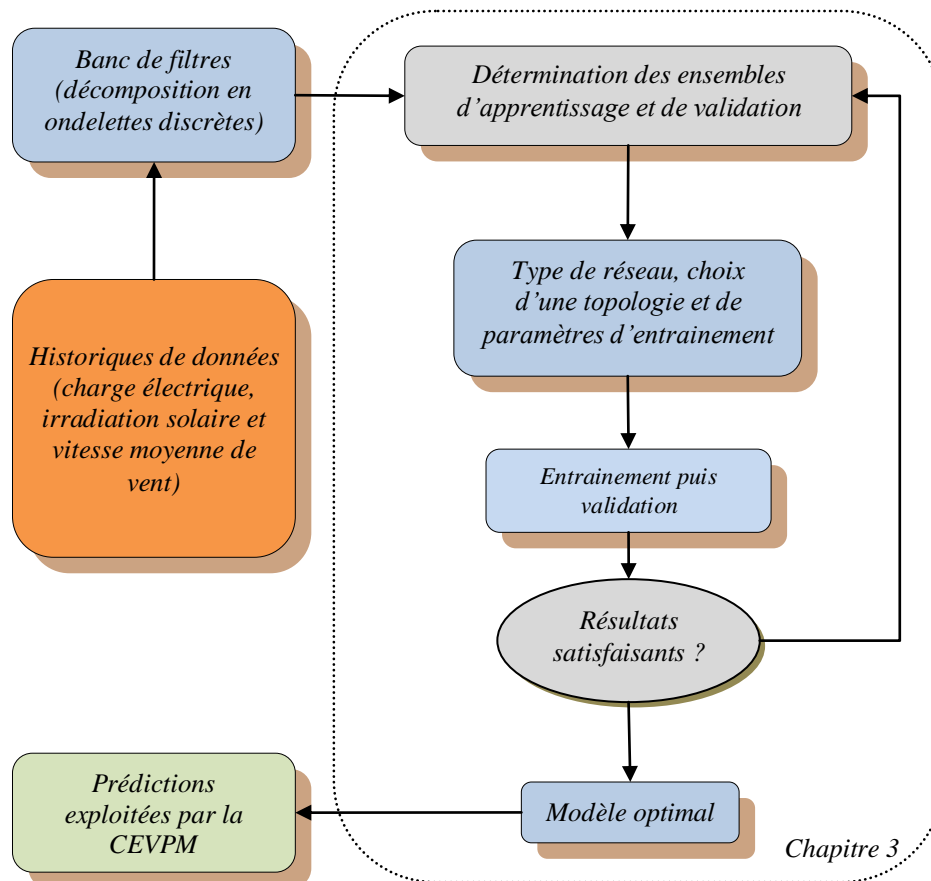 Banc de filtres
(décomposition en
ondelettes discrètes)
Détermination des ensembles
d'apprentissage et de validation
Historiques de données
(charge électrique,
irradiation solaire et
vitesse moyenne de
vent)
Type de réseau, choix
d'une topologie et de
paramètres d'entrainement
Entrainement puis
validation
Résultats
satisfaisants ?
Modèle optimal
Prédictions
exploitées par la
CEVPM
Chapitre 3